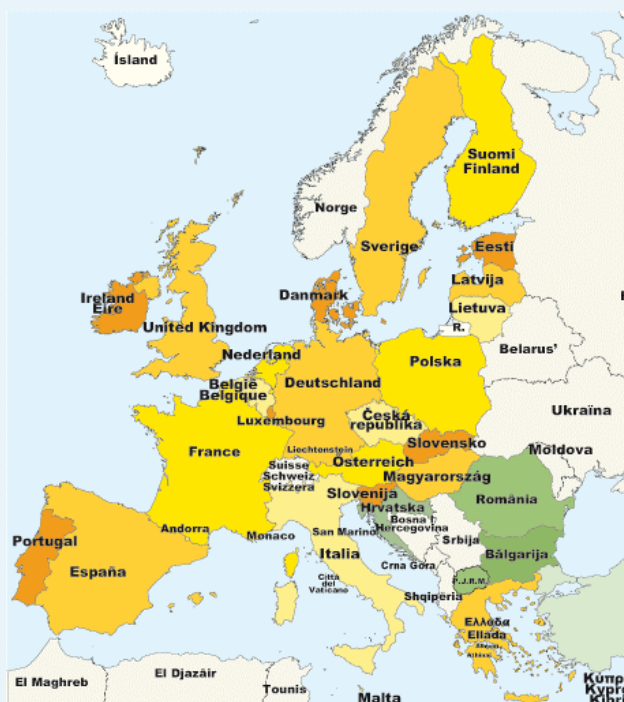 Ísland
Suomi
Finland
Norge
Sverige
Eesti
Latvija
Lietuva
R.
Danmark
Ireland
Éire
United Kingdom
Nederland
Belarus'
Polska
België
Belgique
Deutschland
Luxembourg
Česká
republika
Ukraïna
Slovensko
France
Liechtenstein
Österreich
Moldova
Suisse
Schweiz
Svizzera
Magyarország
Slovenija
România
Hrvatska
Bosna I
Hercegovina
Andorra
Monaco
San Marino
Srbija
Portugal
Italia
Bălgarija
España
Città
del
Vaticano
Crna Gora
P.J.R.M.
Shqipëria
Ελλάδα
Ellada
El Maghreb
El Djazâir
Tounis
Malta